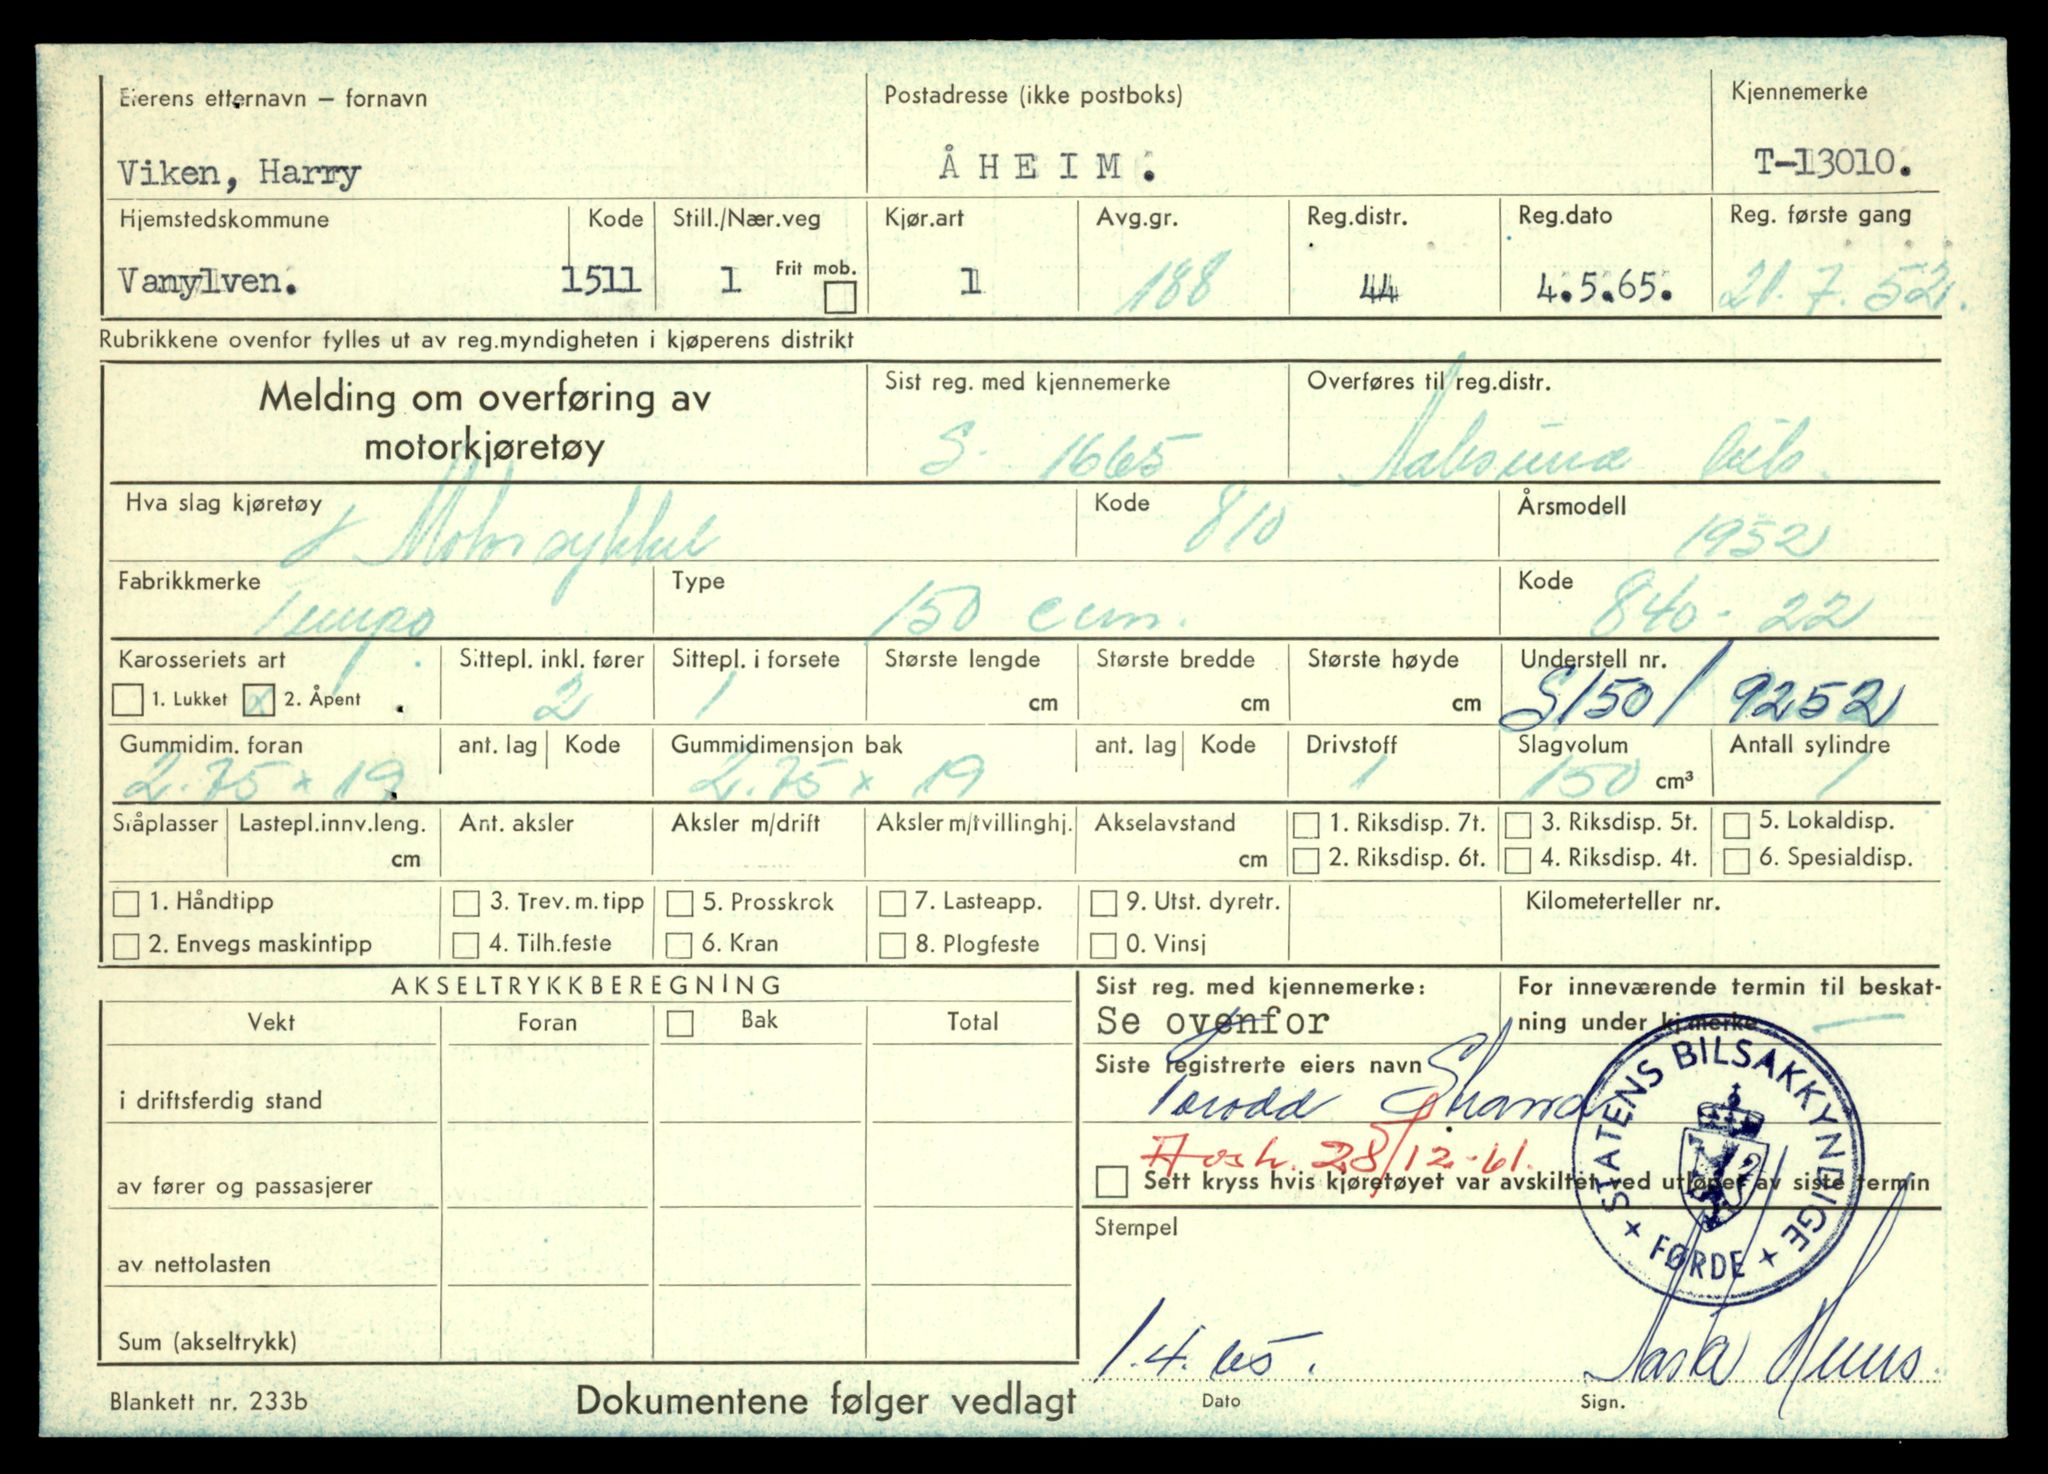 Eierens etternavn – fornavn
Postadresse (ikke postboks)
Kjennemerke
Viken, Harry
ÅHEIM.
T-13010.
Hjemstedskommune
Kode
Still./Nær.veg
Kjør.art
Avg.gr.
Reg.distr.
Reg.dato
Reg. første gang
Vanylven.
1511
1
Frit mob.
1
188
44
4.5.65.
21.7.52.
Rubrikkene ovenfor fylles ut av reg.myndigheten i kjøperens distrikt
Melding om overføring av
motorkjøretøy
Sist reg. med kjennemerke
Overføres til reg.distr.
S. 1665
Hva slag kjøretøy
Kode
Årsmodell
Motorsykkel
810
1952
Fabrikkmerke
Type
Kode
Tempo
150 ccm.
840-22
Karosseriets art
Sittepl. inkl. fører
Sittepl. i forsete
Største lengde
Største bredde
Største høyde
Understell nr.
1. Lukket
x
2. Åpent
2
1
cm
cm
cm
S150/9252
Gummidim. foran
ant. lag
Kode
Gummidimensjon bak
ant. lag
Kode
Drivstoff
Slagvolum
Antall sylindre
2.75 x 19
2.75 x 19
1
150 cm³
1
Slåplasser
Lastepl.innv.leng.
Ant. aksler
Aksler m/drift
Aksler m/tvillinghj.
Akselavstand
1. Riksdisp. 7t.
3. Riksdisp. 5t.
5. Lokaldisp.
cm
cm
2. Riksdisp. 6t.
4. Riksdisp. 4t.
6. Spesialdisp.
1. Håndtipp
3. Trev.m.tipp
5. Prosskrok
7. Lasteapp.
9. Utst. dyretr.
Kilometerteller nr.
2. Envegs maskintipp
4. Tilh.feste
6. Kran
8. Plogfeste
0. Vinsj
AKSELTRYKKBEREGNING
Sist reg. med kjennemerke:
For inneværende termin til beskat-
Vekt
Foran
Bak
Total
Se ovenfor
ning under kj.merke
—
Siste registrerte eiers navn
i driftsferdig stand
Strand
28/12-61.
av fører og passasjerer
Sett kryss hvis kjøretøyet var avskiltet ved utløpet av siste termin
STATENS BILSAKKYNDIGE
FØRDE
Stempel
av nettolasten
Sum (akseltrykk)
1.4.65.
Blankett nr. 233b
Dokumentene følger vedlagt
Dato
Sign.